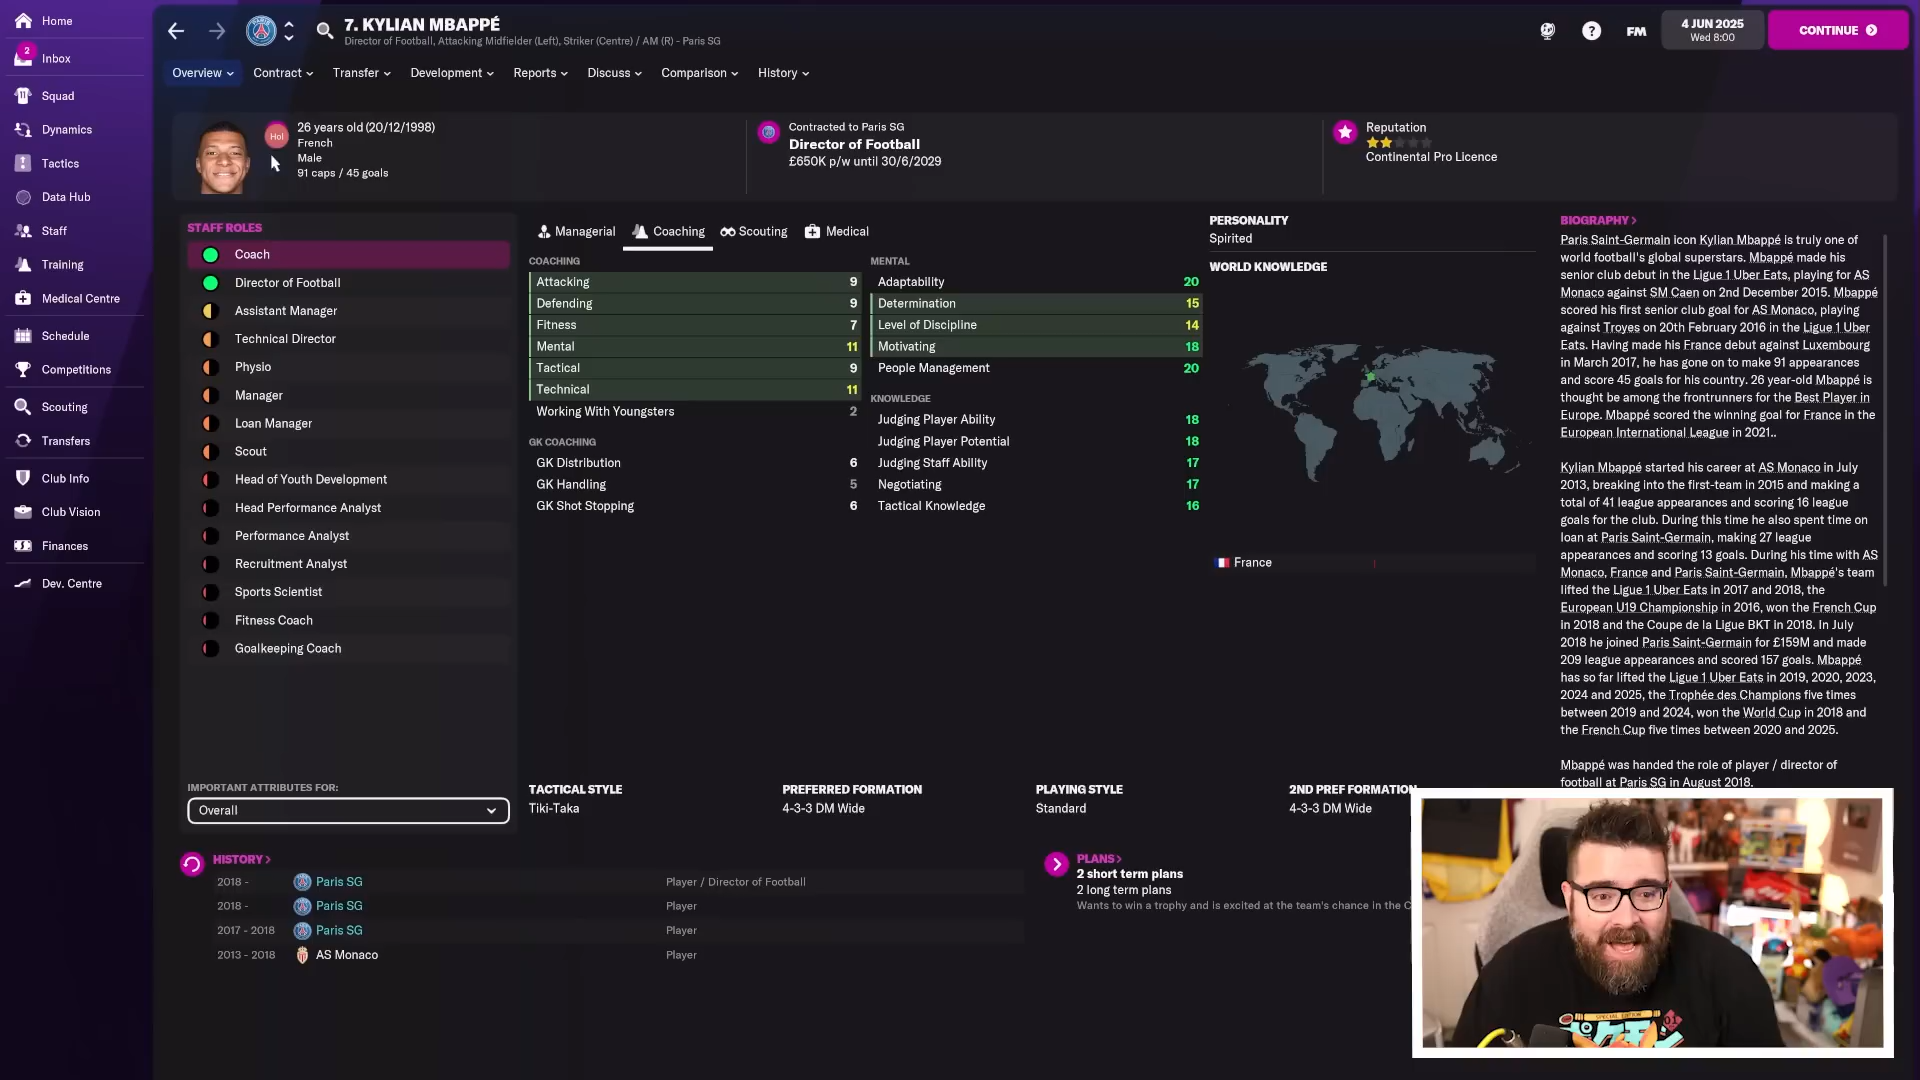 Home
2
Inbox
Squad
Dynamics
Tactics
Data Hub
Staff
Training
Medical Centre
Schedule
Competitions
Scouting
Transfers
Club Info
Club Vision
Finances
Dev. Centre
7. KYLIAN MBAPPÉ
Director of Football, Attacking Midfielder (Left), Striker (Centre) / AM (R) - Paris SG
?
FM
4 JUN 2025
Wed 8:00
CONTINUE
Overview
Contract
Transfer
Development
Reports
Discuss
Comparison
History
Hol
26 years old (20/12/1998)
French
Male
91 caps / 45 goals
Contracted to Paris SG
Director of Football
£650K p/w until 30/6/2029
Reputation
Continental Pro Licence
STAFF ROLES
Coach
Director of Football
Assistant Manager
Technical Director
Physio
Manager
Loan Manager
Scout
Head of Youth Development
Head Performance Analyst
Performance Analyst
Recruitment Analyst
Sports Scientist
Fitness Coach
Goalkeeping Coach
IMPORTANT ATTRIBUTES FOR:
Overall
Managerial
Coaching
Scouting
Medical
COACHING
Attacking 9
Defending 9
Fitness 7
Mental 11
Tactical 9
Technical 11
Working With Youngsters 2
GK COACHING
GK Distribution 6
GK Handling 5
GK Shot Stopping 6
MENTAL
Adaptability 20
Determination 15
Level of Discipline 14
Motivating 18
People Management 20
KNOWLEDGE
Judging Player Ability 18
Judging Player Potential 18
Judging Staff Ability 17
Negotiating 17
Tactical Knowledge 16
PERSONALITY
Spirited
WORLD KNOWLEDGE
France
BIOGRAPHY >
Paris Saint-Germain icon Kylian Mbappé is truly one of
world football's global superstars. Mbappé made his
senior club debut in the Ligue 1 Uber Eats, playing for AS
Monaco against SM Caen on 2nd December 2015. Mbappé
scored his first senior club goal for AS Monaco, playing
against Troyes on 20th February 2016 in the Ligue 1 Uber
Eats. Having made his France debut against Luxembourg
in March 2017, he has gone on to make 91 appearances
and score 45 goals for his country. 26 year-old Mbappé is
thought be among the frontrunners for the Best Player in
Europe. Mbappé scored the winning goal for France in the
European International League in 2021..
Kylian Mbappé started his career at AS Monaco in July
2013, breaking into the first-team in 2015 and making a
total of 41 league appearances and scoring 16 league
goals for the club. During this time he also spent time on
loan at Paris Saint-Germain, making 27 league
appearances and scoring 13 goals. During his time with AS
Monaco, France and Paris Saint-Germain, Mbappé's team
lifted the Ligue 1 Uber Eats in 2017 and 2018, the
European U19 Championship in 2016, won the French Cup
in 2018 and the Coupe de la Ligue BKT in 2018. In July
2018 he joined Paris Saint-Germain for £159M and made
209 league appearances and scored 157 goals. Mbappé
has so far lifted the Ligue 1 Uber Eats in 2019, 2020, 2023,
2024 and 2025, the Trophée des Champions five times
between 2019 and 2024, won the World Cup in 2018 and
the French Cup five times between 2020 and 2025.
Mbappé was handed the role of player / director of
football at Paris SG in August 2018.
TACTICAL STYLE
Tiki-Taka
PREFERRED FORMATION
4-3-3 DM Wide
PLAYING STYLE
Standard
2ND PREF FORMATION
4-3-3 DM Wide
HISTORY >
2018 - Paris SG Player / Director of Football
2018 - Paris SG Player
2017 - 2018 Paris SG Player
2013 - 2018 AS Monaco Player
PLANS >
2 short term plans
2 long term plans
Wants to win a trophy and is excited at the team's chance in the C
SPECIAL EDITION